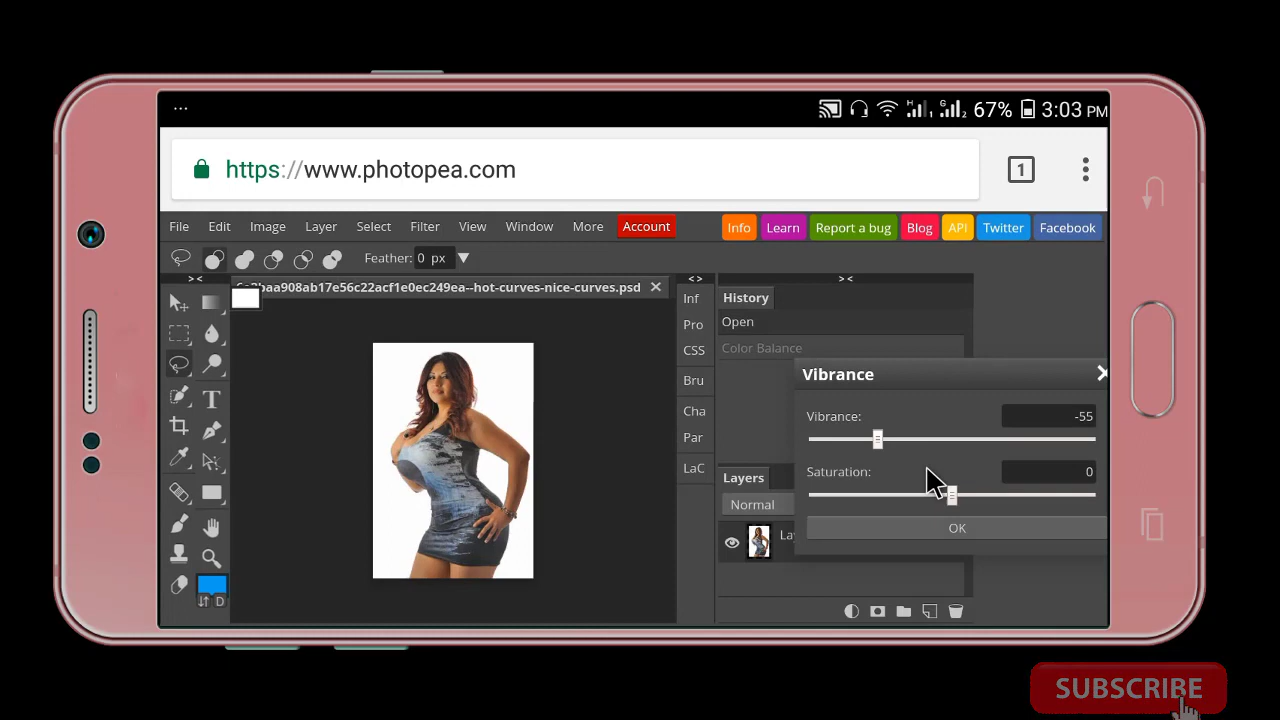 ... 67% 3:03 PM
https://www.photopea.com 1
File Edit Image Layer Select Filter View Window More Account Info Learn Report a bug Blog API Twitter Facebook
Feather: 0 px
> < < > > <
baa908ab17e56c22acf1e0ec249ea--hot-curves-nice-curves.psd
Inf
Pro
CSS
Bru
Cha
Par
LaC
History
Open
Color Balance
Vibrance
Vibrance: -55
Saturation: 0
OK
Layers
Normal
La
T
D
SUBSCRIBE